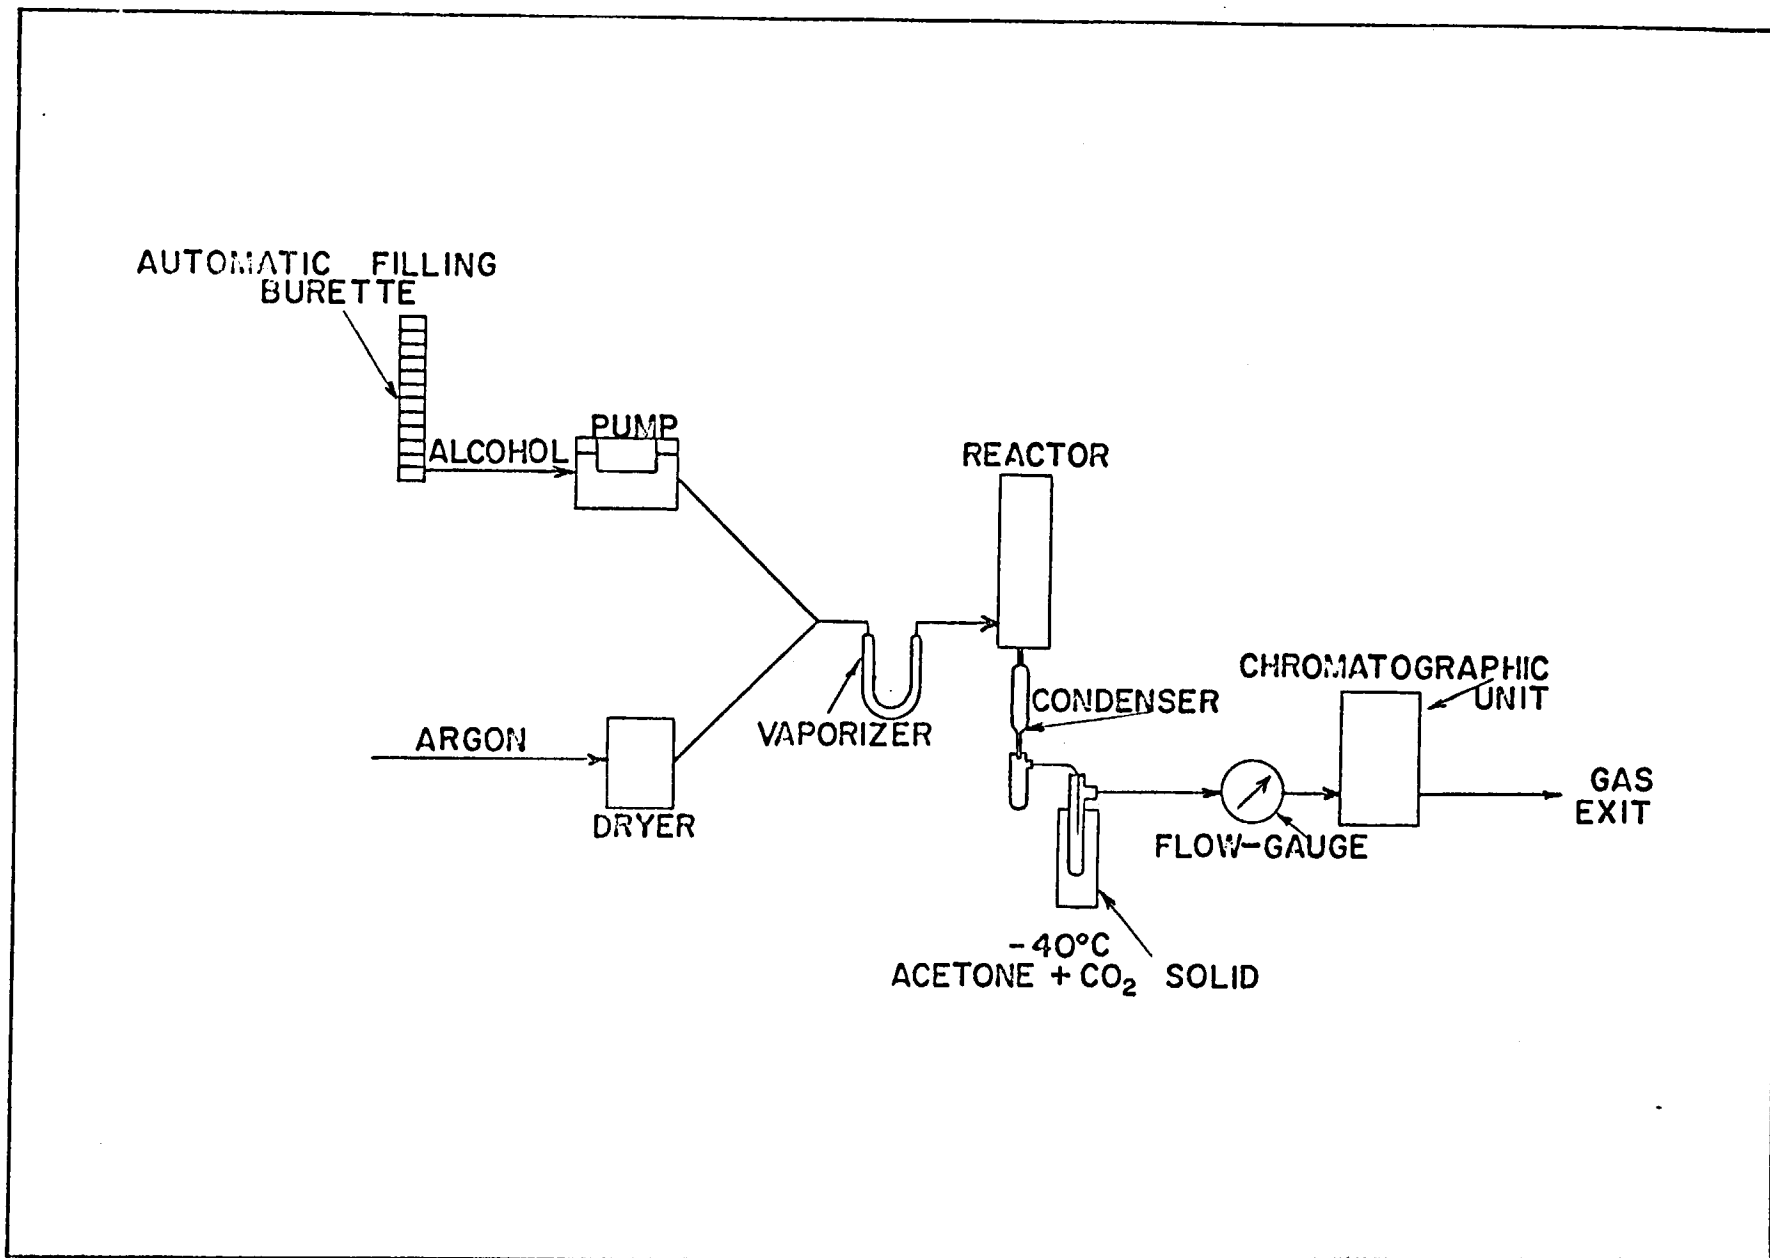 AUTOMATIC FILLING
BURETTE
PUMP
ALCOHOL
REACTOR
CHROMATOGRAPHIC
UNIT
CONDENSER
VAPORIZER
ARGON
GAS
EXIT
DRYER
FLOW-GAUGE
-40°C
ACETONE + CO₂ SOLID